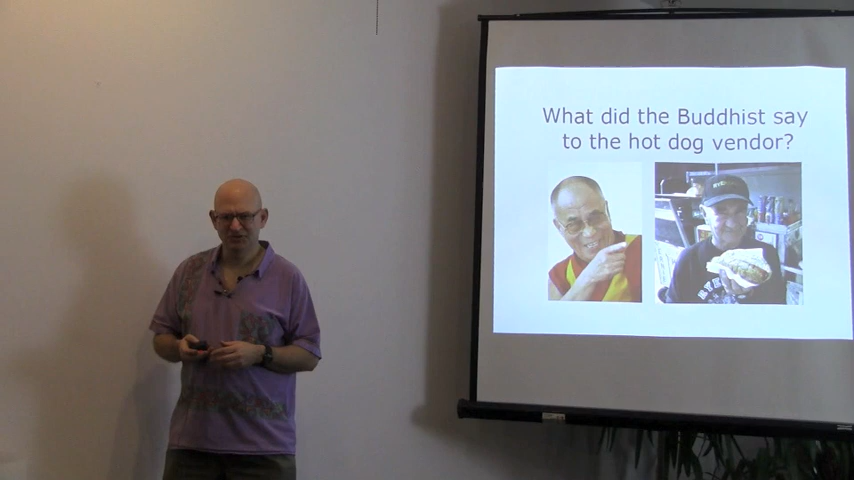 What did the Buddhist say
to the hot dog vendor?